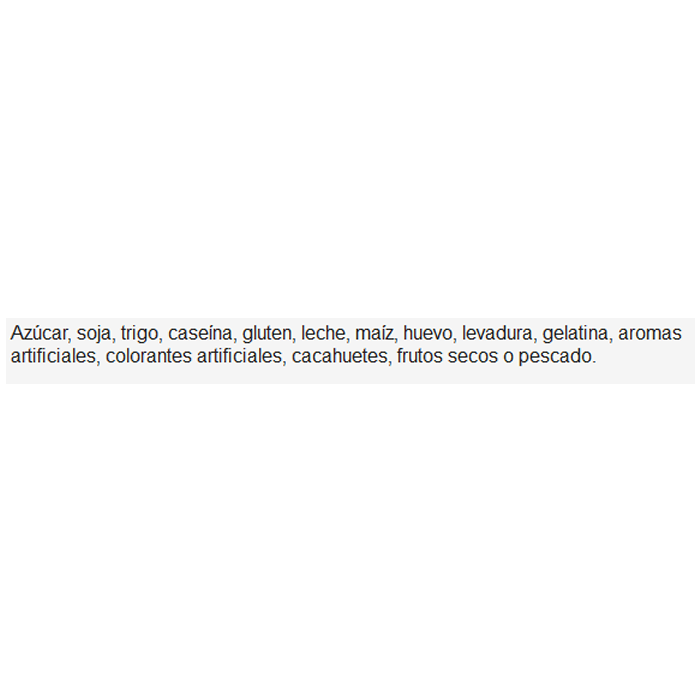 Azúcar, soja, trigo, caseína, gluten, leche, maíz, huevo, levadura, gelatina, aromas
artificiales, colorantes artificiales, cacahuetes, frutos secos o pescado.